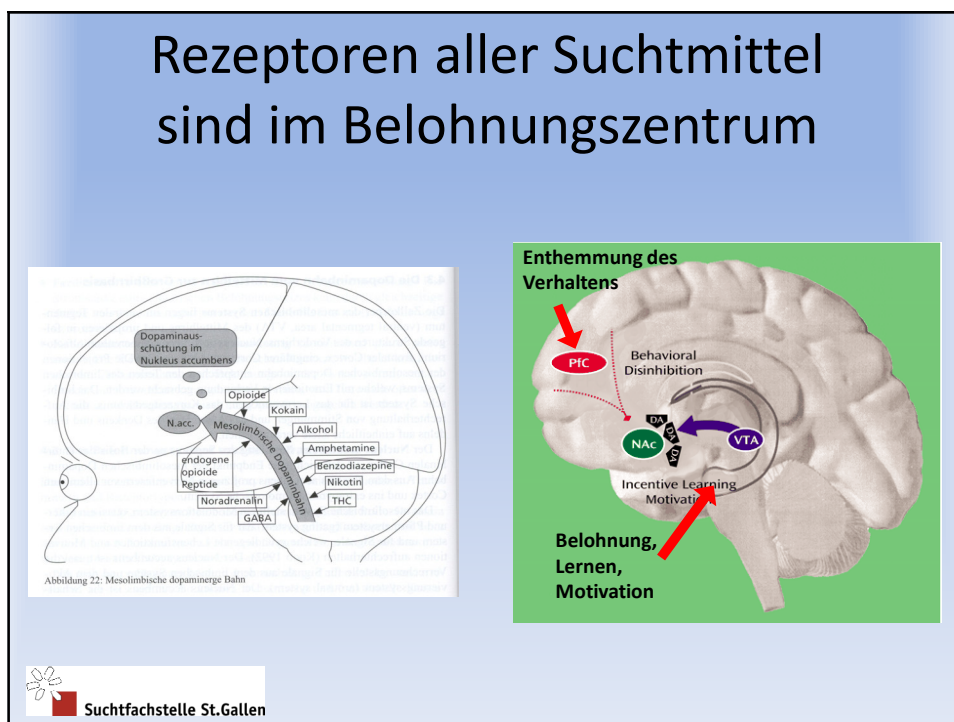 Rezeptoren aller Suchtmittel
sind im Belohnungszentrum
Dopaminaus-
schüttung im
Nukleus accumbens
Opioide
Kokain
N.acc.
Mesolimbische Dopaminbahn
Alkohol
Amphetamine
endogene
opioide
Peptide
Benzodiazepine
Nikotin
Noradrenalin
THC
GABA
Abbildung 22: Mesolimbische dopaminerge Bahn
Enthemmung des
Verhaltens
PfC
Behavioral
Disinhibition
DA
DA
DA
NAc
VTA
Incentive Learning
Belohnung,
Lernen,
Motivation
Suchtfachstelle St.Gallen